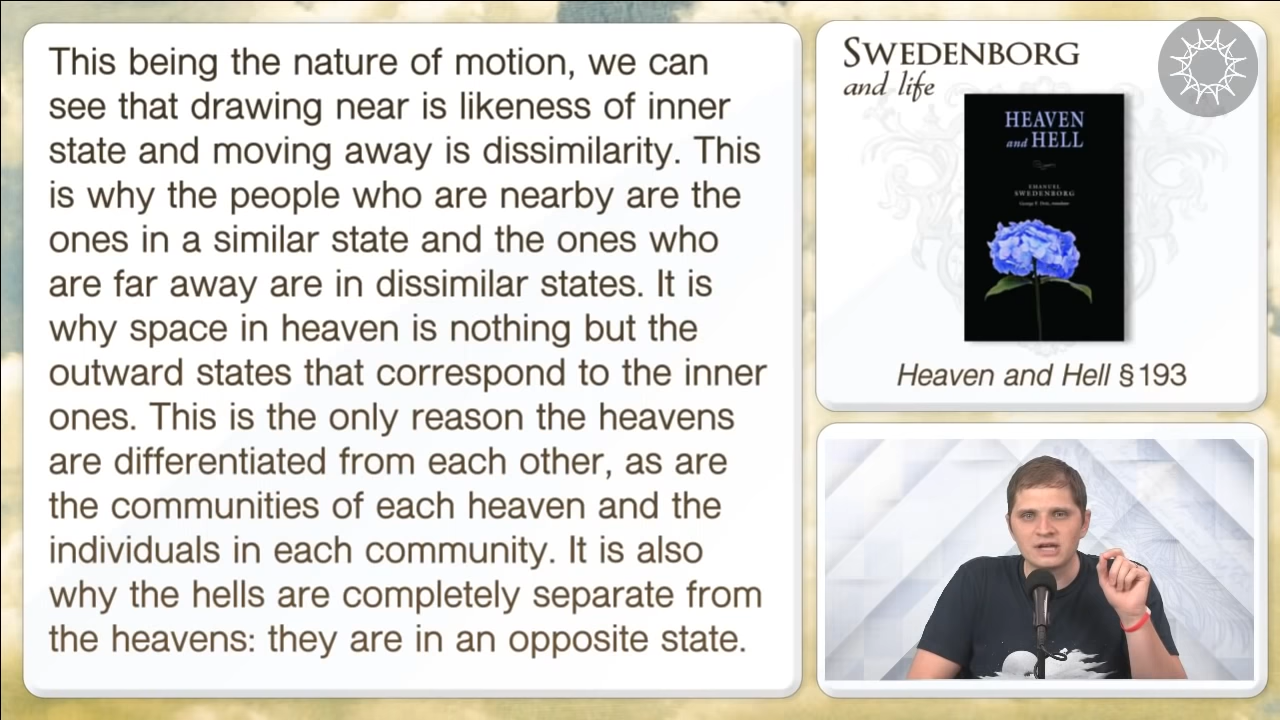 This being the nature of motion, we can
see that drawing near is likeness of inner
state and moving away is dissimilarity. This
is why the people who are nearby are the
ones in a similar state and the ones who
are far away are in dissimilar states. It is
why space in heaven is nothing but the
outward states that correspond to the inner
ones. This is the only reason the heavens
are differentiated from each other, as are
the communities of each heaven and the
individuals in each community. It is also
why the hells are completely separate from
the heavens: they are in an opposite state.
SWEDENBORG
and life
HEAVEN
and HELL
EMANUEL
SWEDENBORG
Heaven and Hell § 193